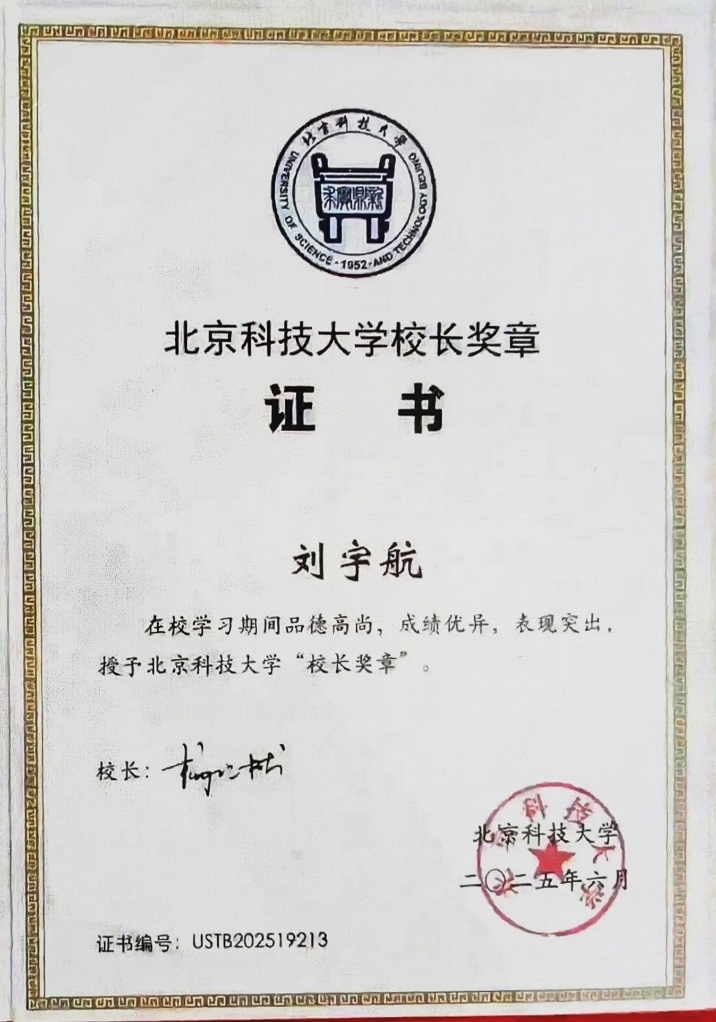 北京科技大学
UNIVERSITY OF SCIENCE AND TECHNOLOGY BEIJING
1952
北京科技大学校长奖章
证 书
刘宇航
在校学习期间品德高尚，成绩优异，表现突出，
授予北京科技大学“校长奖章”。
校长：
北京科技大学
二〇二五年六月
证书编号：USTB202519213